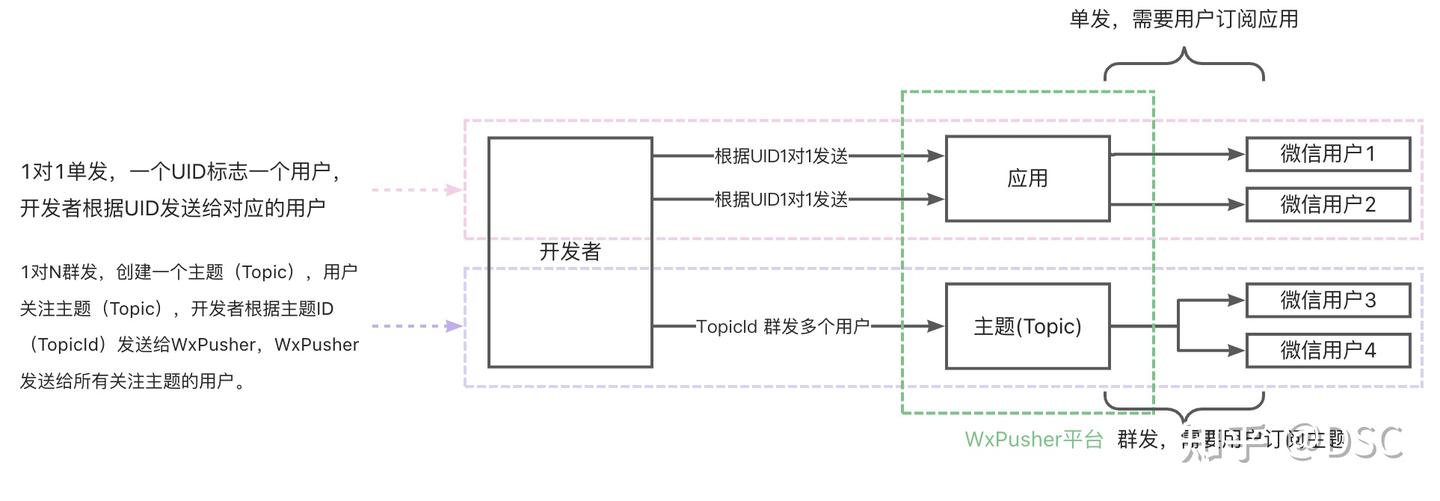 单发，需要用户订阅应用
1对1单发，一个UID标志一个用户，
开发者根据UID发送给对应的用户
1对N群发，创建一个主题（Topic），用户
关注主题（Topic），开发者根据主题ID
（TopicId）发送给WxPusher，WxPusher
发送给所有关注主题的用户。
开发者
根据UID1对1发送
根据UID1对1发送
TopicId 群发多个用户
应用
主题(Topic)
微信用户1
微信用户2
微信用户3
微信用户4
WxPusher平台
群发，需要用户订阅主题
知乎 @DSC